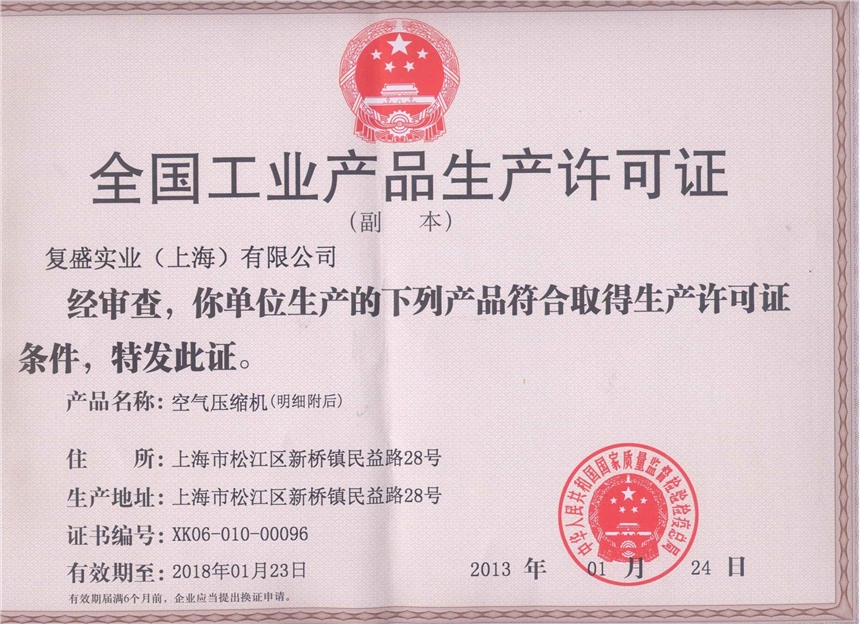 全国工业产品生产许可证
（副 本）
复盛实业（上海）有限公司
经审查，你单位生产的下列产品符合取得生产许可证
条件，特发此证。
产品名称：空气压缩机(明细附后)
住 所：上海市松江区新桥镇民益路28号
生产地址：上海市松江区新桥镇民益路28号
证书编号：XK06-010-00096
有效期至：2018年01月23日
有效期届满6个月前，企业应当提出换证申请。
中华人民共和国国家质量监督检验检疫总局
2013 年 01 月 24 日